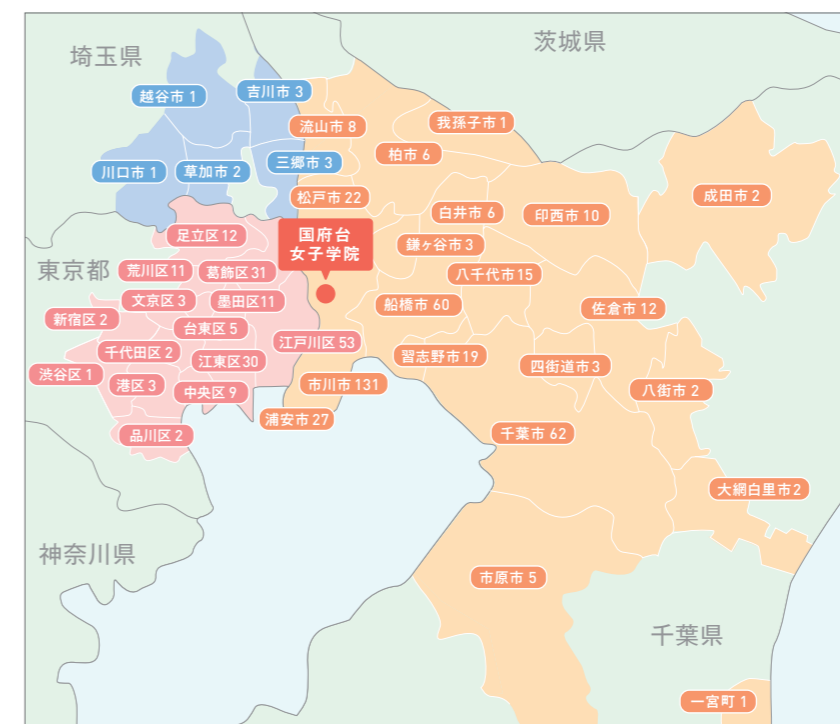 茨城県
埼玉県
越谷市 1
吉川市 3
流山市 8
我孫子市 1
柏市 6
三郷市 3
川口市 1
草加市 2
松戸市 22
成田市 2
白井市 6
印西市 10
足立区 12
国府台
女子学院
鎌ヶ谷市 3
東京都
荒川区 11
葛飾区 31
八千代市 15
文京区 3
墨田区 11
船橋市 60
佐倉市 12
新宿区 2
台東区 5
江戸川区 53
千代田区 2
江東区 30
習志野市 19
四街道市 3
渋谷区 1
港区 3
中央区 9
市川市 131
八街市 2
浦安市 27
品川区 2
千葉市 62
大網白里市 2
神奈川県
市原市 5
千葉県
一宮町 1